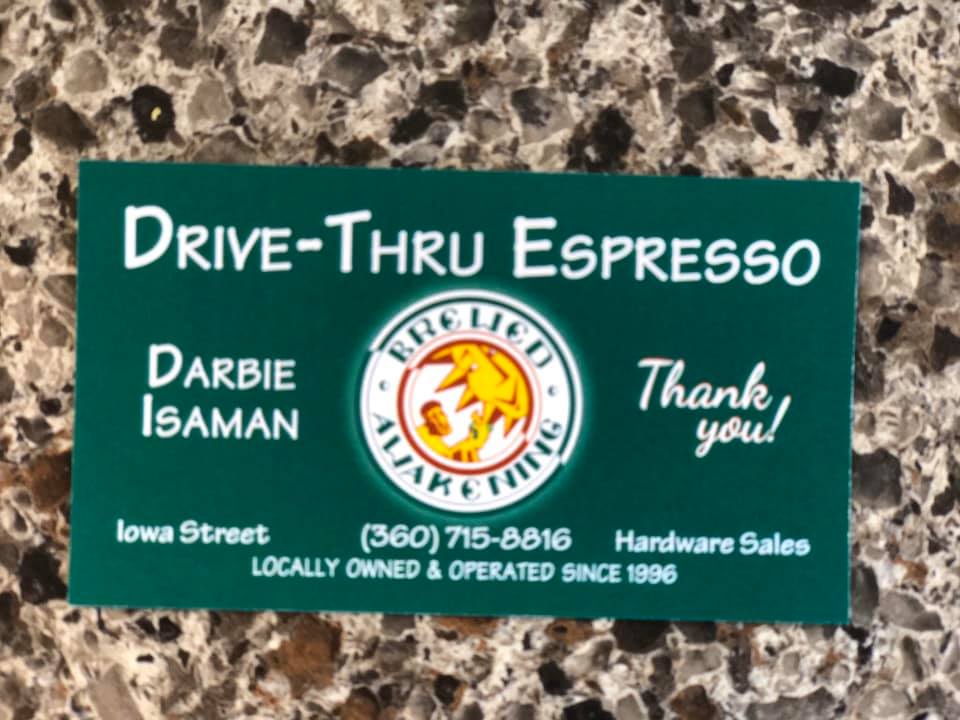 DRIVE-THRU ESPRESSO
BREWED
AWAKENING
DARBIE
ISAMAN
Thank
you!
Iowa Street
(360) 715-8816
Hardware Sales
LOCALLY OWNED & OPERATED SINCE 1996